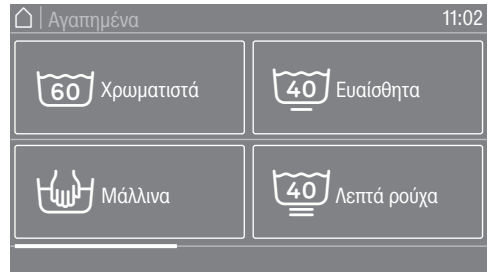 Αγαπημένα 11:02
60 Χρωματιστά
40 Ευαίσθητα
Μάλλινα
40 Λεπτά ρούχα